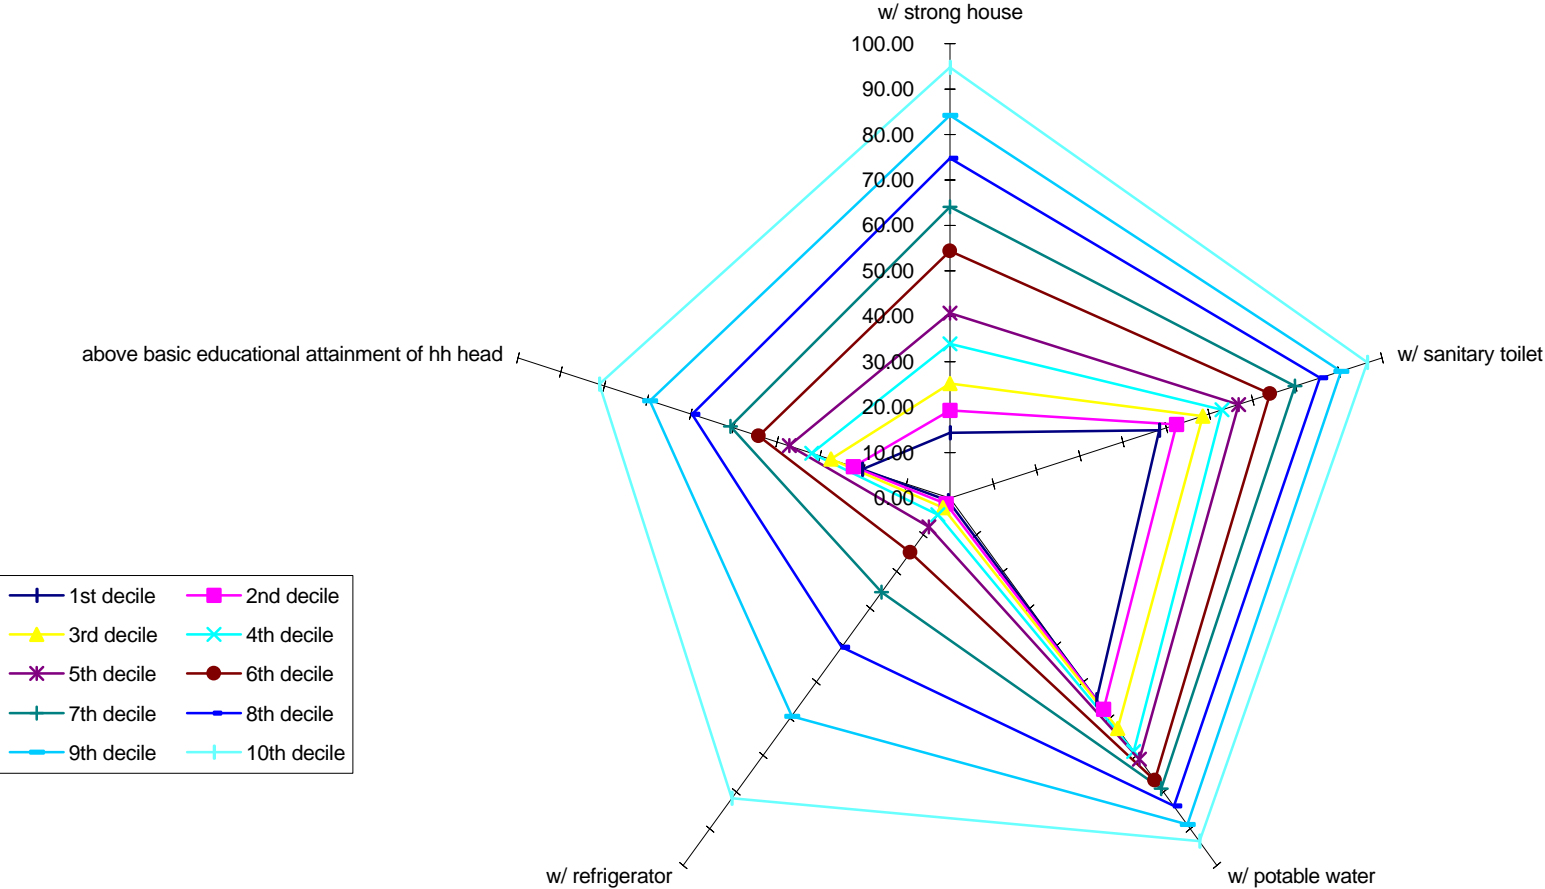 w/ strong house
100.00
90.00
80.00
70.00
60.00
50.00
40.00
30.00
20.00
10.00
0.00
w/ sanitary toilet
above basic educational attainment of hh head
w/ refrigerator
w/ potable water
1st decile 2nd decile
3rd decile 4th decile
5th decile 6th decile
7th decile 8th decile
9th decile 10th decile